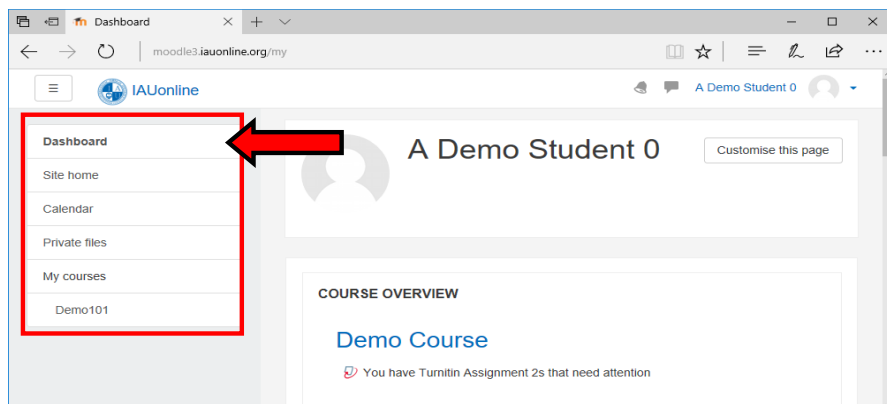 Dashboard
moodle3.iauonline.org/my
IAUonline
A Demo Student 0
Dashboard
Site home
Calendar
Private files
My courses
Demo101
A Demo Student 0
Customise this page
COURSE OVERVIEW
Demo Course
You have Turnitin Assignment 2s that need attention